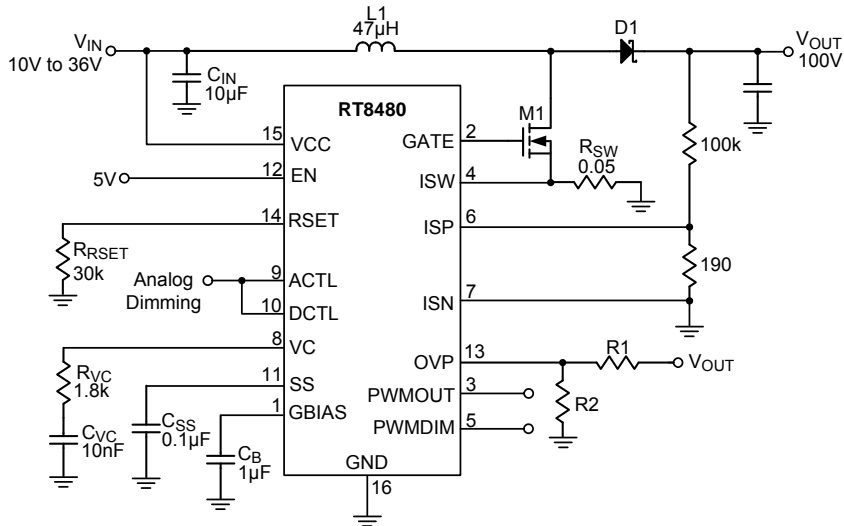 L1
47µH
D1
VIN
10V to 36V
VOUT
100V
CIN
10µF
RT8480
M1
15
VCC
GATE
2
RSW
0.05
100k
5V
12
EN
ISW
4
14
RSET
ISP
6
RRSET
30k
190
Analog
Dimming
9
ACTL
10
DCTL
ISN
7
8
VC
OVP
13
R1
VOUT
RVC
1.8k
11
SS
PWMOUT
3
R2
CVC
10nF
CSS
0.1µF
1
GBIAS
PWMDIM
5
CB
1µF
GND
16